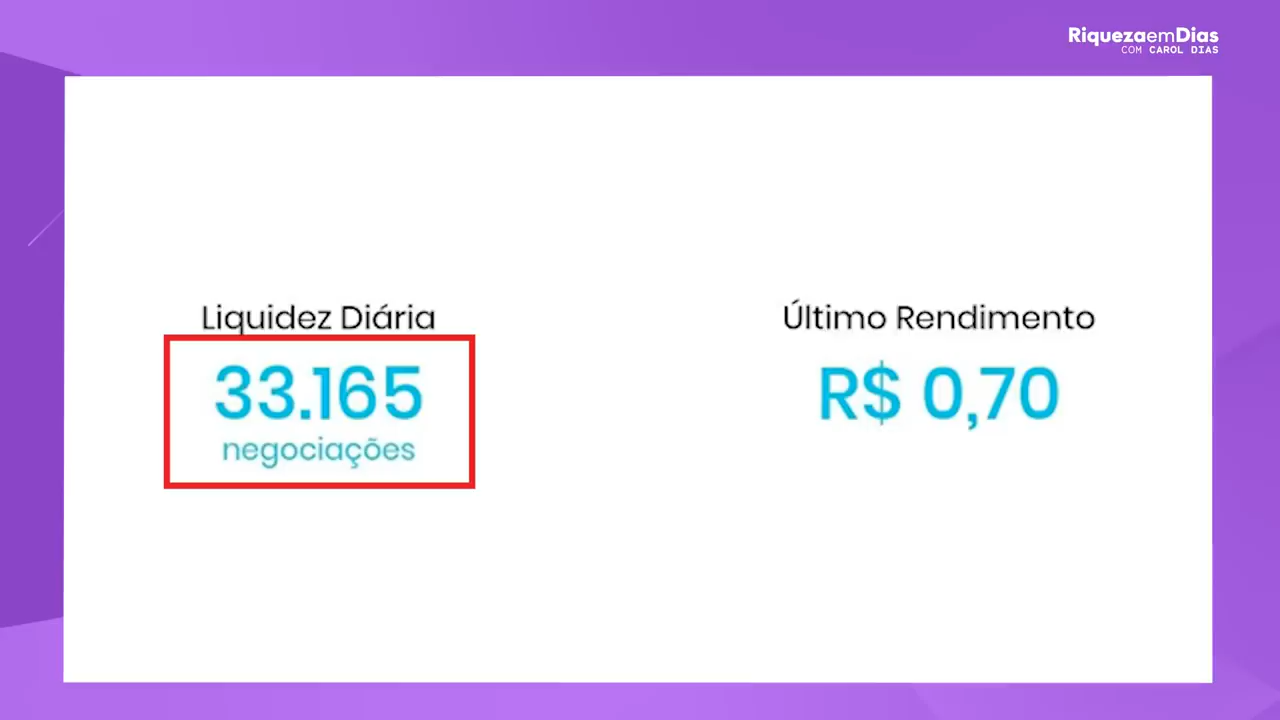 RiquezaemDias
COM CAROL DIAS
Liquidez Diária
33.165
negociações
Último Rendimento
R$ 0,70